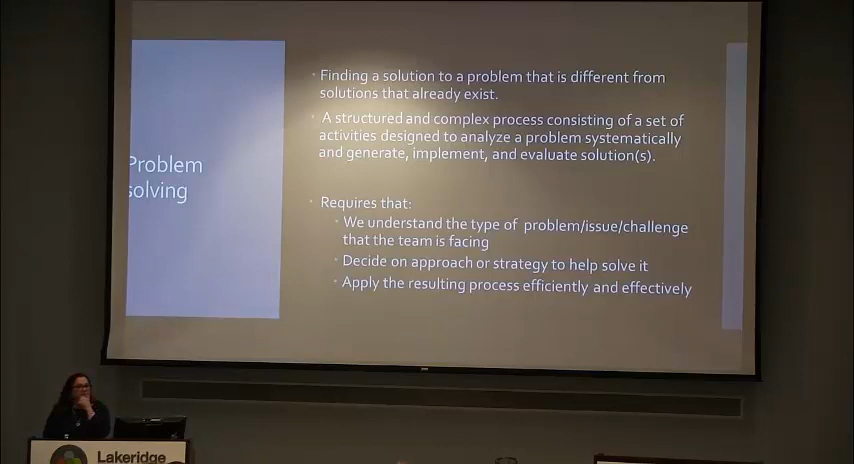 Problem
solving
Finding a solution to a problem that is different from
solutions that already exist.
A structured and complex process consisting of a set of
activities designed to analyze a problem systematically
and generate, implement, and evaluate solution(s).
Requires that:
We understand the type of problem/issue/challenge
that the team is facing
Decide on approach or strategy to help solve it
Apply the resulting process efficiently and effectively
Lakeridge